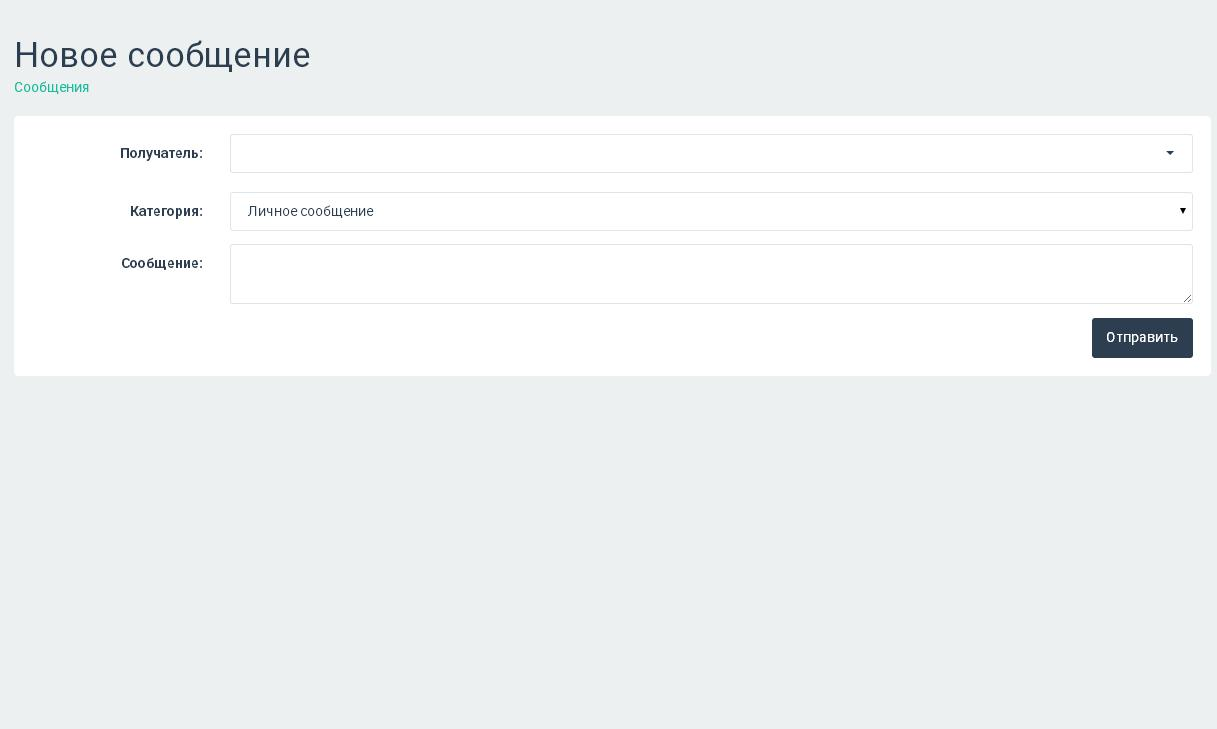 Новое сообщение
Сообщения
Получатель:
Категория:
Личное сообщение
Сообщение:
Отправить